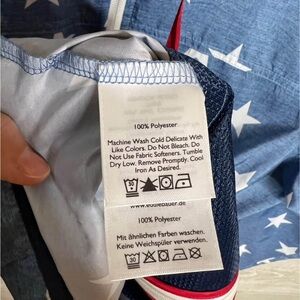 100% Polyester
Machine Wash Cold Delicate With
Like Colors. Do Not Bleach. Do
Not Use Fabric Softeners. Tumble
Dry Low. Remove Promptly. Cool
Iron As Desired.
30
www.eddiebauer.de
100% Polyester
Mit ähnlichen Farben waschen.
Keine Weichspüler verwenden.
30